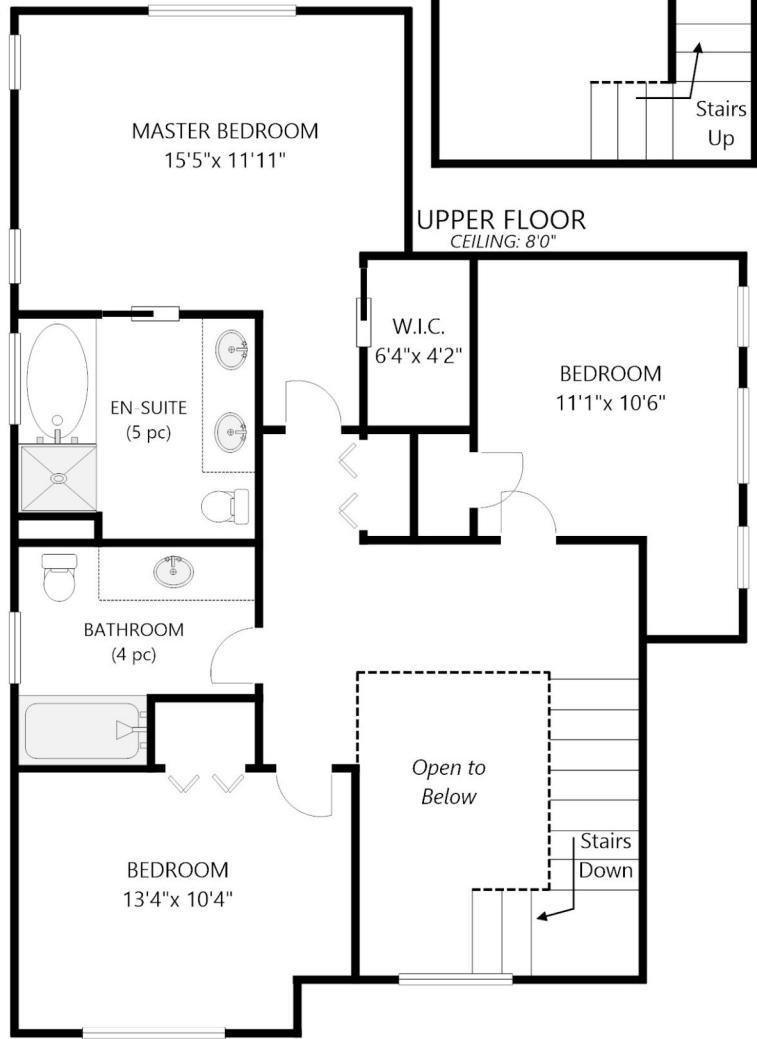 MASTER BEDROOM
15'5"x 11'11"
Stairs
Up
UPPER FLOOR
CEILING: 8'0"
W.I.C.
6'4"x 4'2"
BEDROOM
11'1"x 10'6"
EN-SUITE
(5 pc)
BATHROOM
(4 pc)
Open to
Below
Stairs
Down
BEDROOM
13'4"x 10'4"